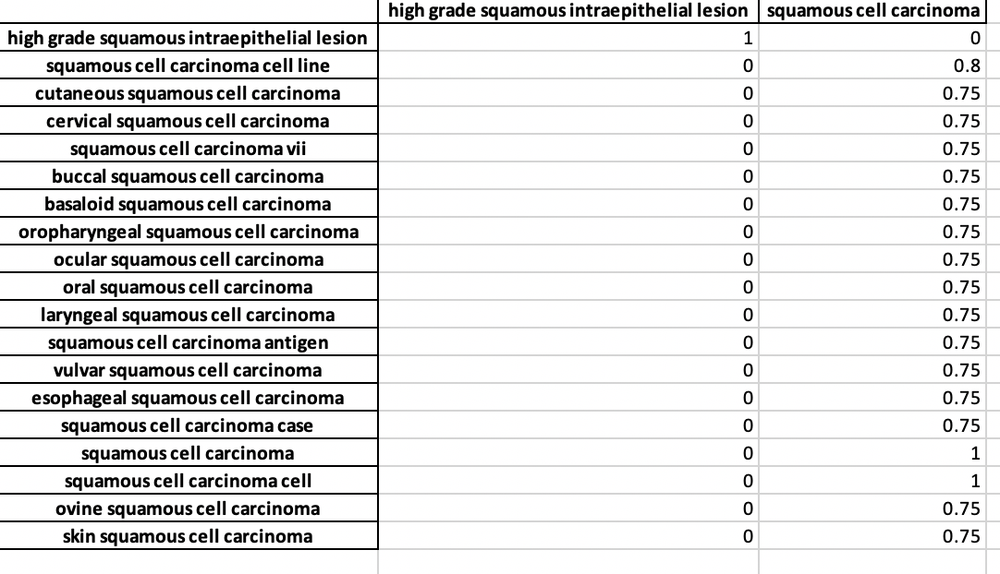 high grade squamous intraepithelial lesion squamous cell carcinoma
high grade squamous intraepithelial lesion 1 0
squamous cell carcinoma cell line 0 0.8
cutaneous squamous cell carcinoma 0 0.75
cervical squamous cell carcinoma 0 0.75
squamous cell carcinoma vii 0 0.75
buccal squamous cell carcinoma 0 0.75
basaloid squamous cell carcinoma 0 0.75
oropharyngeal squamous cell carcinoma 0 0.75
ocular squamous cell carcinoma 0 0.75
oral squamous cell carcinoma 0 0.75
laryngeal squamous cell carcinoma 0 0.75
squamous cell carcinoma antigen 0 0.75
vulvar squamous cell carcinoma 0 0.75
esophageal squamous cell carcinoma 0 0.75
squamous cell carcinoma case 0 0.75
squamous cell carcinoma 0 1
squamous cell carcinoma cell 0 1
ovine squamous cell carcinoma 0 0.75
skin squamous cell carcinoma 0 0.75